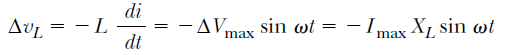 Δv_L = −L di/dt = −ΔV_max sin ωt = −I_max X_L sin ωt